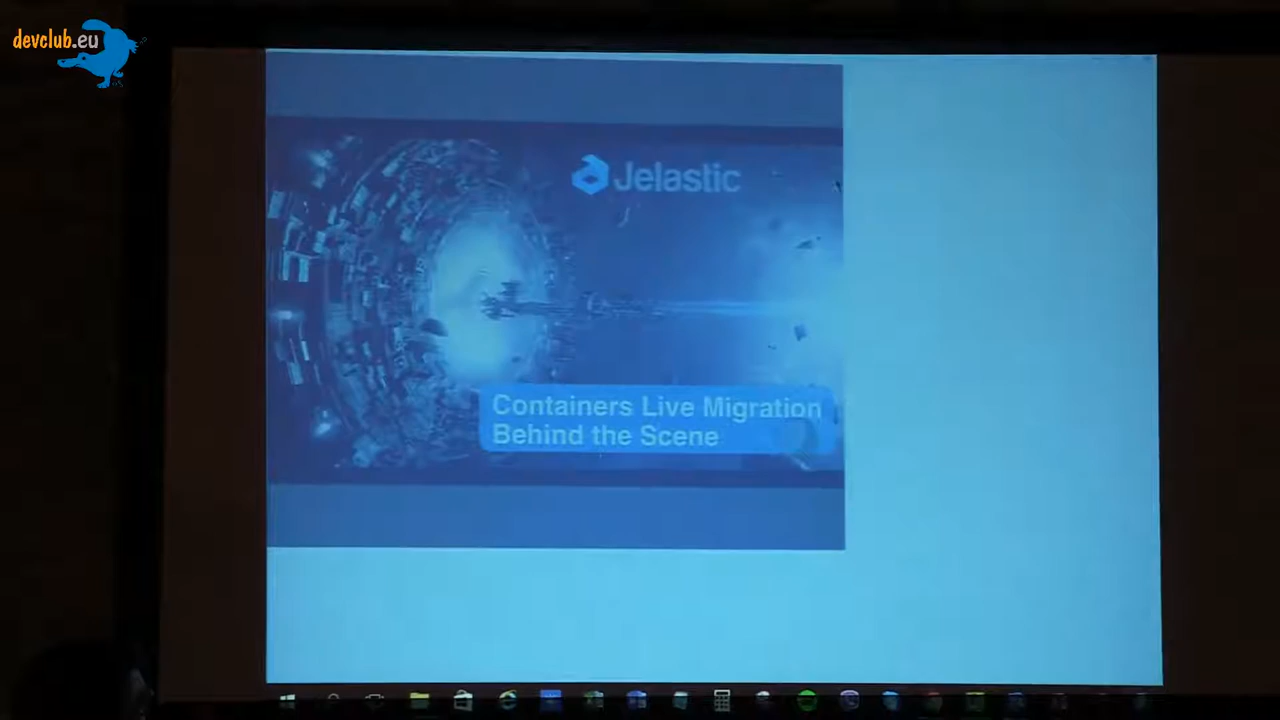 devclub.eu
Jelastic
Containers Live Migration
Behind the Scene